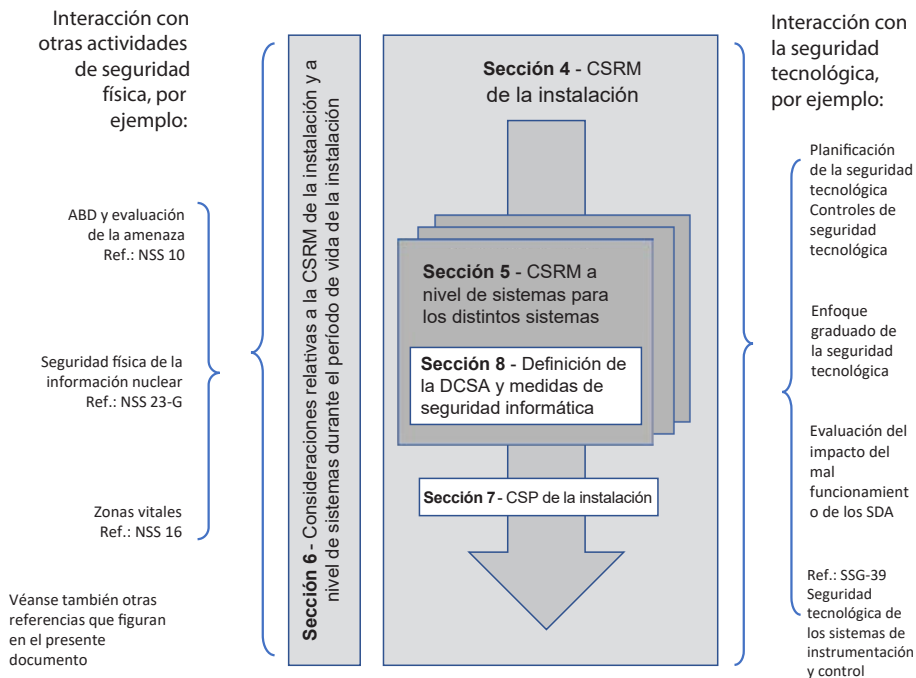 Interacción con
otras actividades
de seguridad
física, por
ejemplo:
ABD y evaluación
de la amenaza
Ref.: NSS 10
Seguridad física de la
información nuclear
Ref.: NSS 23-G
Zonas vitales
Ref.: NSS 16
Véanse también otras
referencias que figuran
en el presente
documento
Sección 6 - Consideraciones relativas a la CSRM de la instalación y a
nivel de sistemas durante el período de vida de la instalación
Sección 4 - CSRM
de la instalación
Sección 5 - CSRM a
nivel de sistemas para
los distintos sistemas
Sección 8 - Definición de
la DCSA y medidas de
seguridad informática
Sección 7 - CSP de la instalación
Interacción con
la seguridad
tecnológica,
por ejemplo:
Planificación
de la seguridad
tecnológica
Controles de
seguridad
tecnológica
Enfoque
graduado de
la seguridad
tecnológica
Evaluación del
impacto del
mal
funcionamient
o de los SDA
Ref.: SSG-39
Seguridad
tecnológica de
los sistemas de
instrumentación
y control